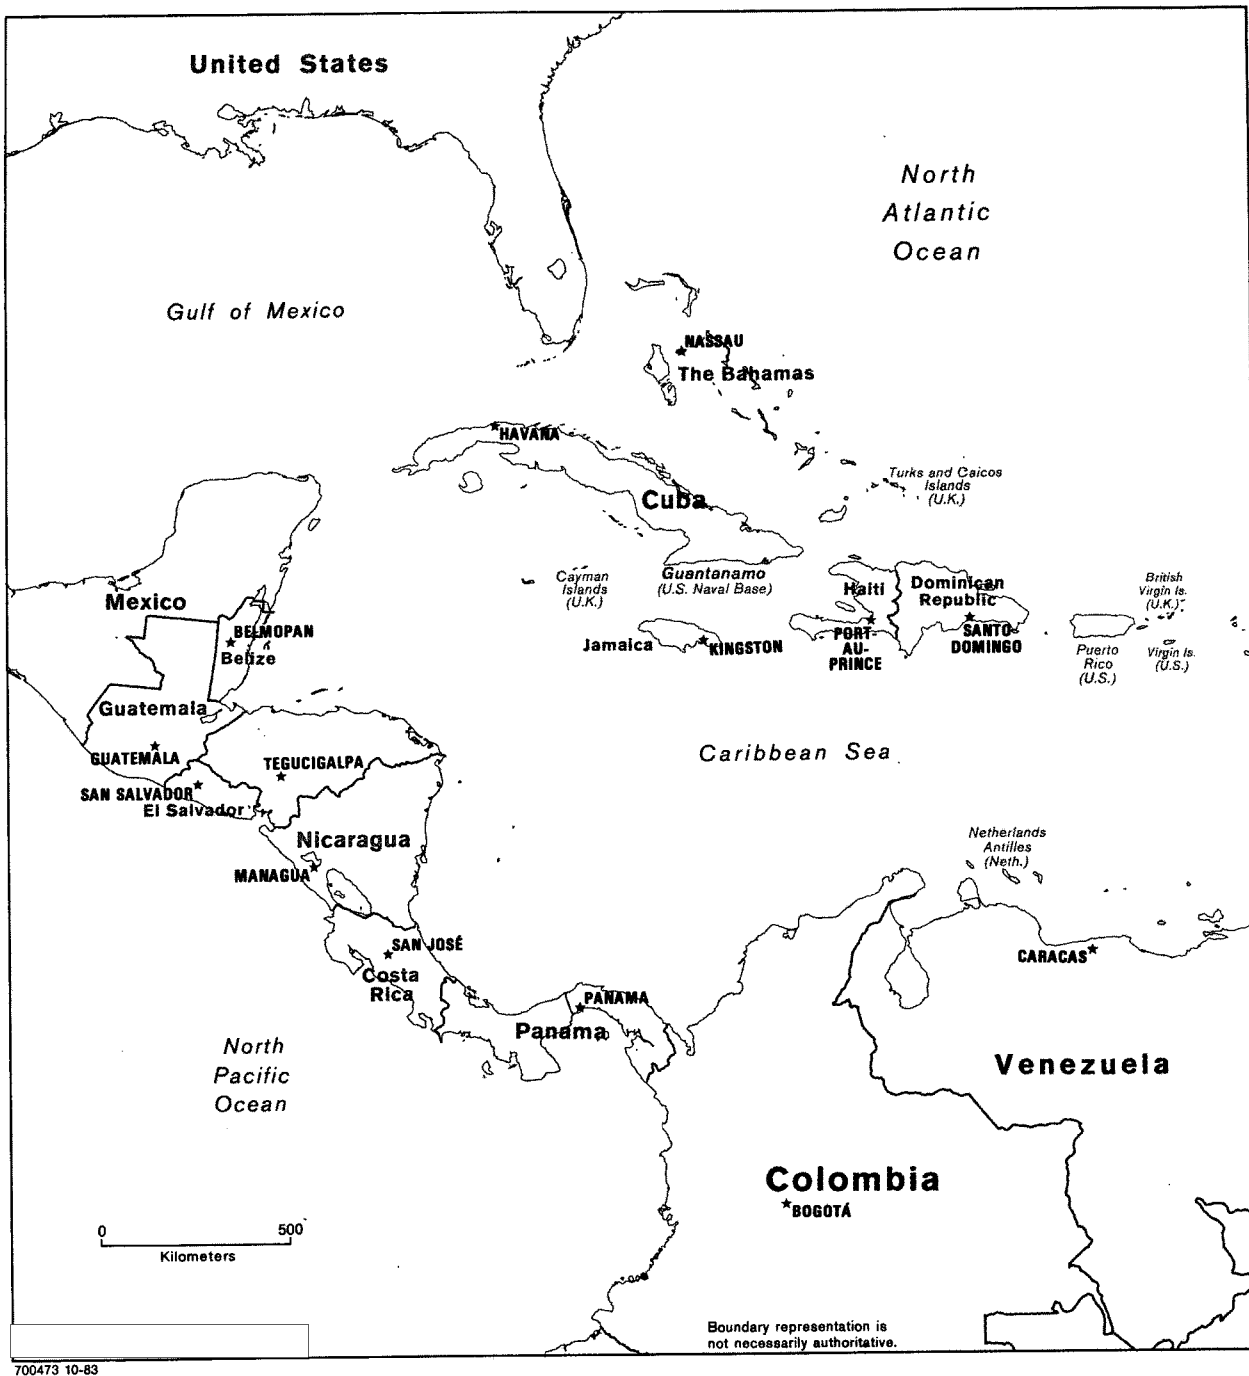 United States
North
Atlantic
Ocean
Gulf of Mexico
NASSAU
The Bahamas
HAVANA
Turks and Caicos
Islands
(U.K.)
Cuba
Cayman
Islands
(U.K.)
Guantanamo
(U.S. Naval Base)
Haiti
Dominican
Republic
British
Virgin Is.
(U.K.)
Mexico
BELMOPAN
Belize
Jamaica
KINGSTON
PORT-
AU-
PRINCE
SANTO
DOMINGO
Puerto
Rico
(U.S.)
Virgin Is.
(U.S.)
Guatemala
GUATEMALA
TEGUCIGALPA
Caribbean Sea
SAN SALVADOR
El Salvador
Nicaragua
MANAGUA
Netherlands
Antilles
(Neth.)
SAN JOSÉ
Costa
Rica
CARACAS
PANAMA
Panama
North
Pacific
Ocean
Venezuela
Colombia
BOGOTÁ
0 500
Kilometers
Boundary representation is
not necessarily authoritative.
700473 10-83